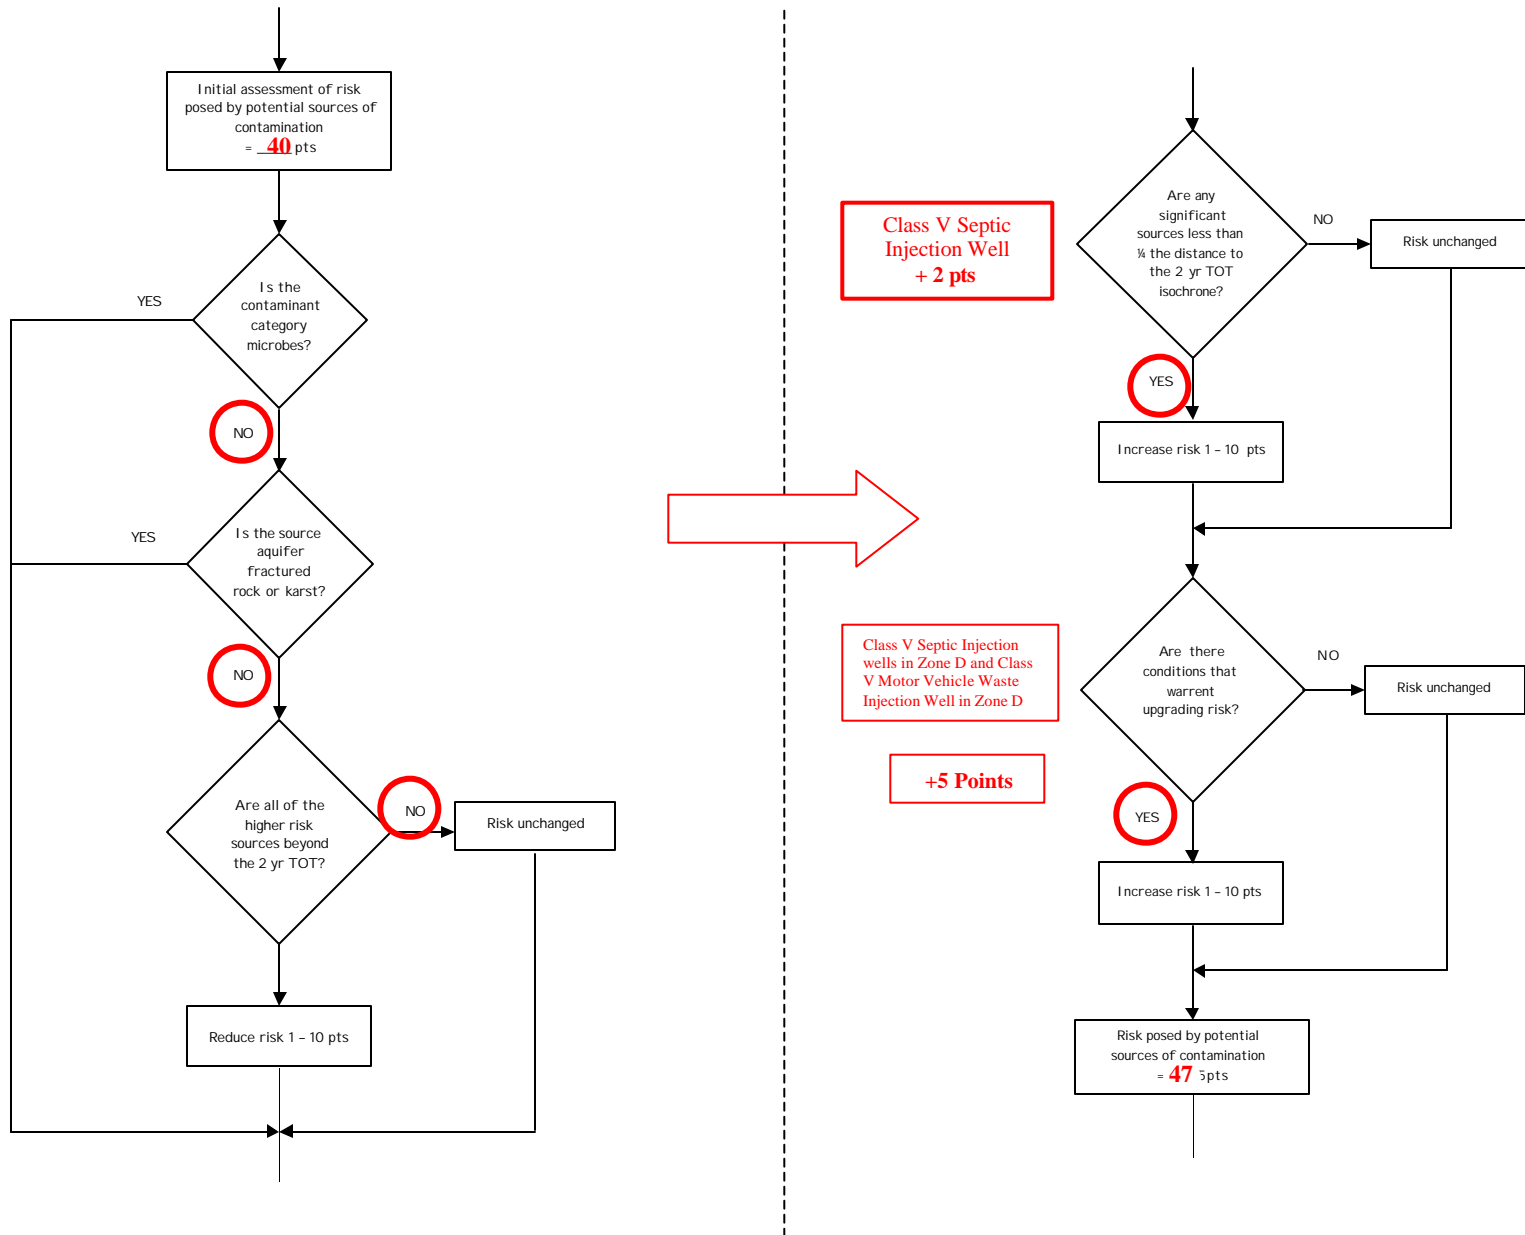 Initial assessment of risk
posed by potential sources of
contamination
= 40 pts
YES
Is the
contaminant
category
microbes?
NO
YES
Is the source
aquifer
fractured
rock or karst?
NO
Are all of the
higher risk
sources beyond
the 2 yr TOT?
NO
Risk unchanged
Reduce risk 1 – 10 pts
Class V Septic
Injection Well
+ 2 pts
Are any
significant
sources less than
¼ the distance to
the 2 yr TOT
isochrone?
NO
Risk unchanged
YES
Increase risk 1 – 10 pts
Class V Septic Injection
wells in Zone D and Class
V Motor Vehicle Waste
Injection Well in Zone D
+5 Points
Are there
conditions that
warrent
upgrading risk?
NO
Risk unchanged
YES
Increase risk 1 – 10 pts
Risk posed by potential
sources of contamination
= 47 pts